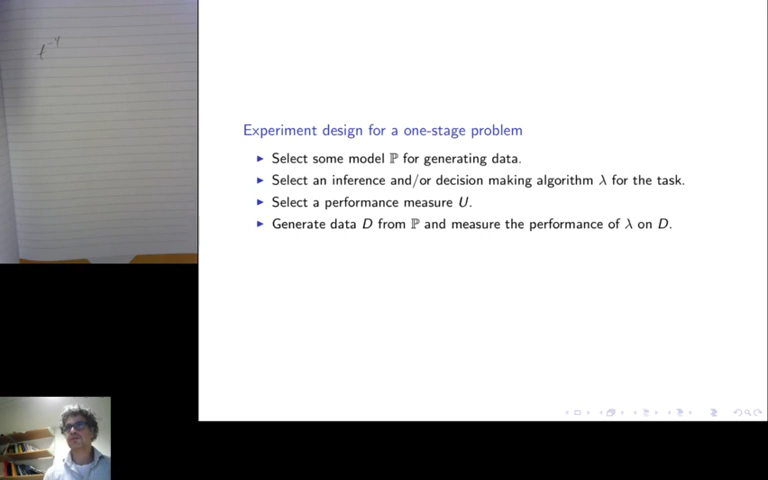 Experiment design for a one-stage problem
▶ Select some model ℙ for generating data.
▶ Select an inference and/or decision making algorithm λ for the task.
▶ Select a performance measure U.
▶ Generate data D from ℙ and measure the performance of λ on D.